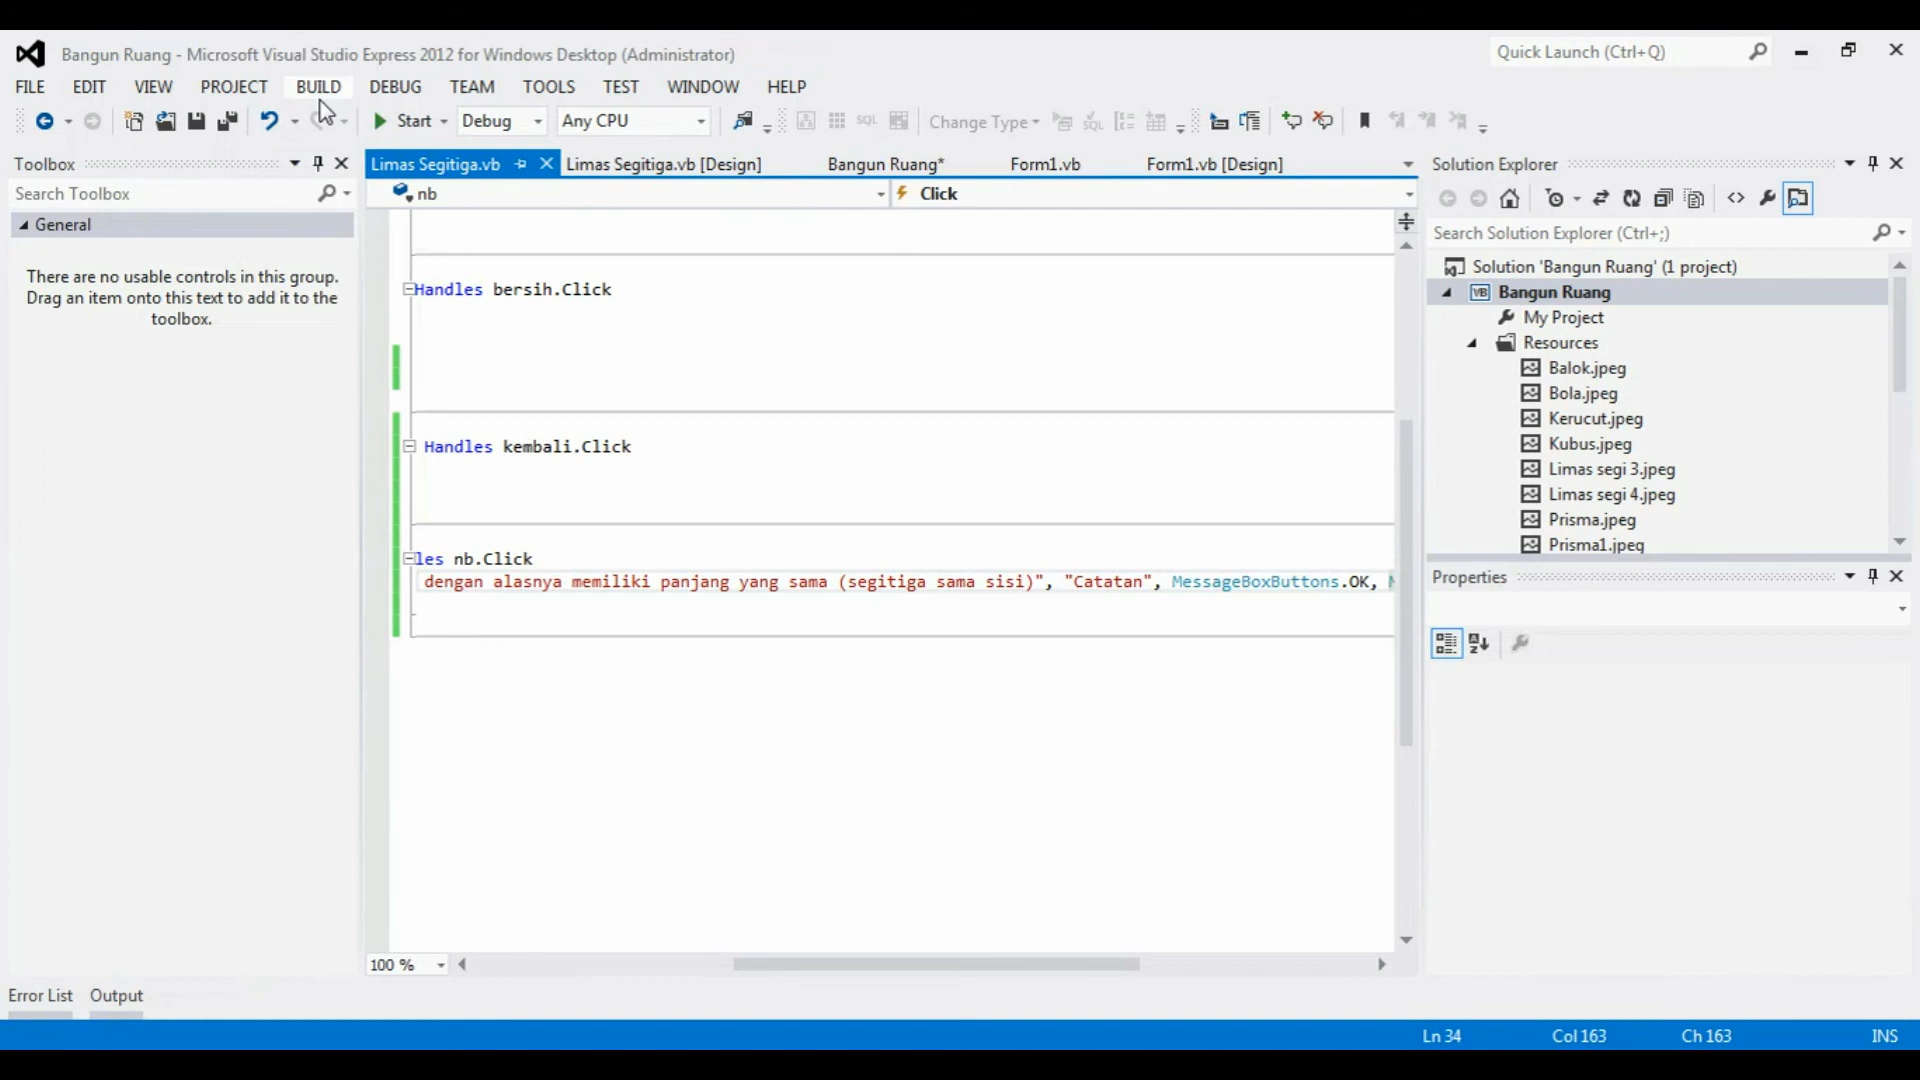 Bangun Ruang - Microsoft Visual Studio Express 2012 for Windows Desktop (Administrator)
Quick Launch (Ctrl+Q)
FILE EDIT VIEW PROJECT BUILD DEBUG TEAM TOOLS TEST WINDOW HELP
Start Debug Any CPU SQL Change Type SQL
Toolbox
Search Toolbox
General
There are no usable controls in this group.
Drag an item onto this text to add it to the
toolbox.
Limas Segitiga.vb Limas Segitiga.vb [Design] Bangun Ruang* Form1.vb Form1.vb [Design]
nb Click
Handles bersih.Click
Handles kembali.Click
les nb.Click
dengan alasnya memiliki panjang yang sama (segitiga sama sisi)", "Catatan", MessageBoxButtons.OK, M
100 %
Solution Explorer
Search Solution Explorer (Ctrl+;)
Solution 'Bangun Ruang' (1 project)
VB Bangun Ruang
My Project
Resources
Balok.jpeg
Bola.jpeg
Kerucut.jpeg
Kubus.jpeg
Limas segi 3.jpeg
Limas segi 4.jpeg
Prisma.jpeg
Prisma1.jpeg
Properties
Error List Output
Ln 34 Col 163 Ch 163 INS